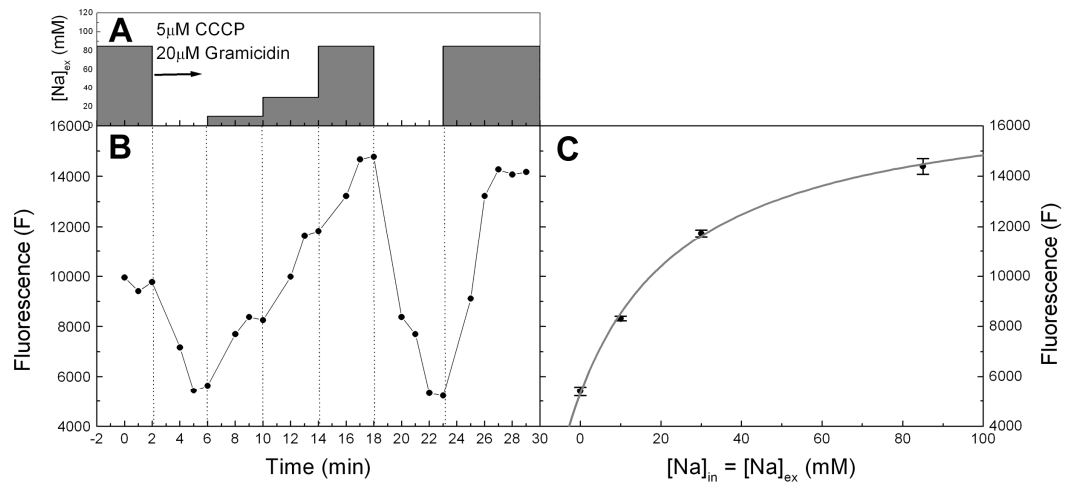 120
100
80
60
40
20
0
[Na]ex (mM)
A
5μM CCCP
20μM Gramicidin
16000
14000
12000
10000
8000
6000
4000
Fluorescence (F)
B
-2 0 2 4 6 8 10 12 14 16 18 20 22 24 26 28 30
Time (min)
C
0 20 40 60 80 100
[Na]in = [Na]ex (mM)
16000
14000
12000
10000
8000
6000
4000
Fluorescence (F)